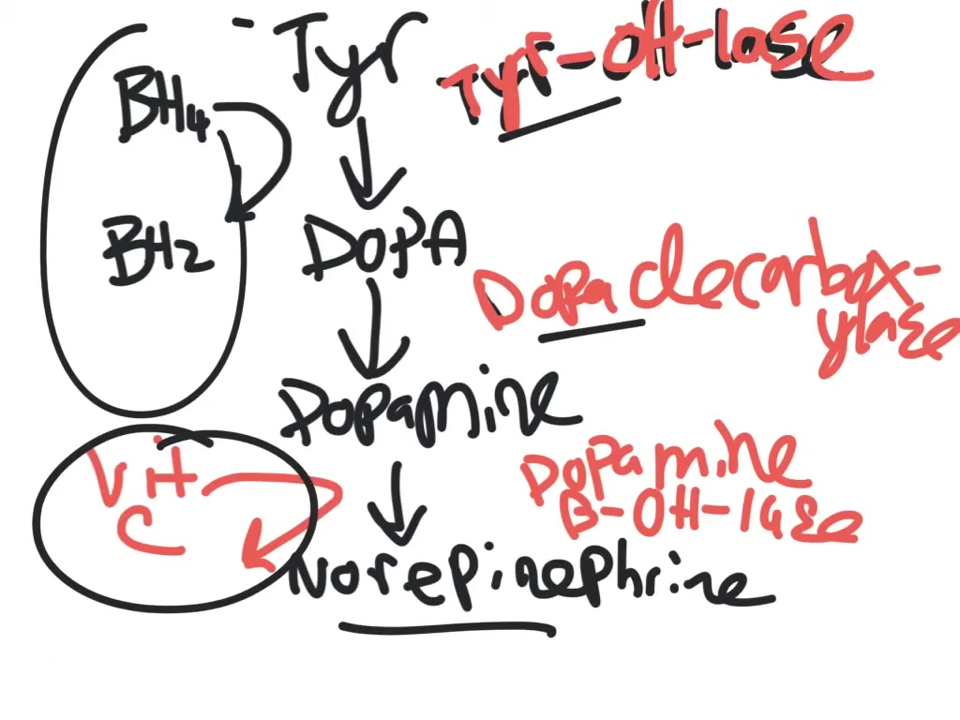 - Tyr
Tyr-OH-lase
BH4
BH2
DOPA
Dopa decarbox-
ylase
Dopamine
Vit
C
Dopamine
B-OH-lase
Norepinephrine